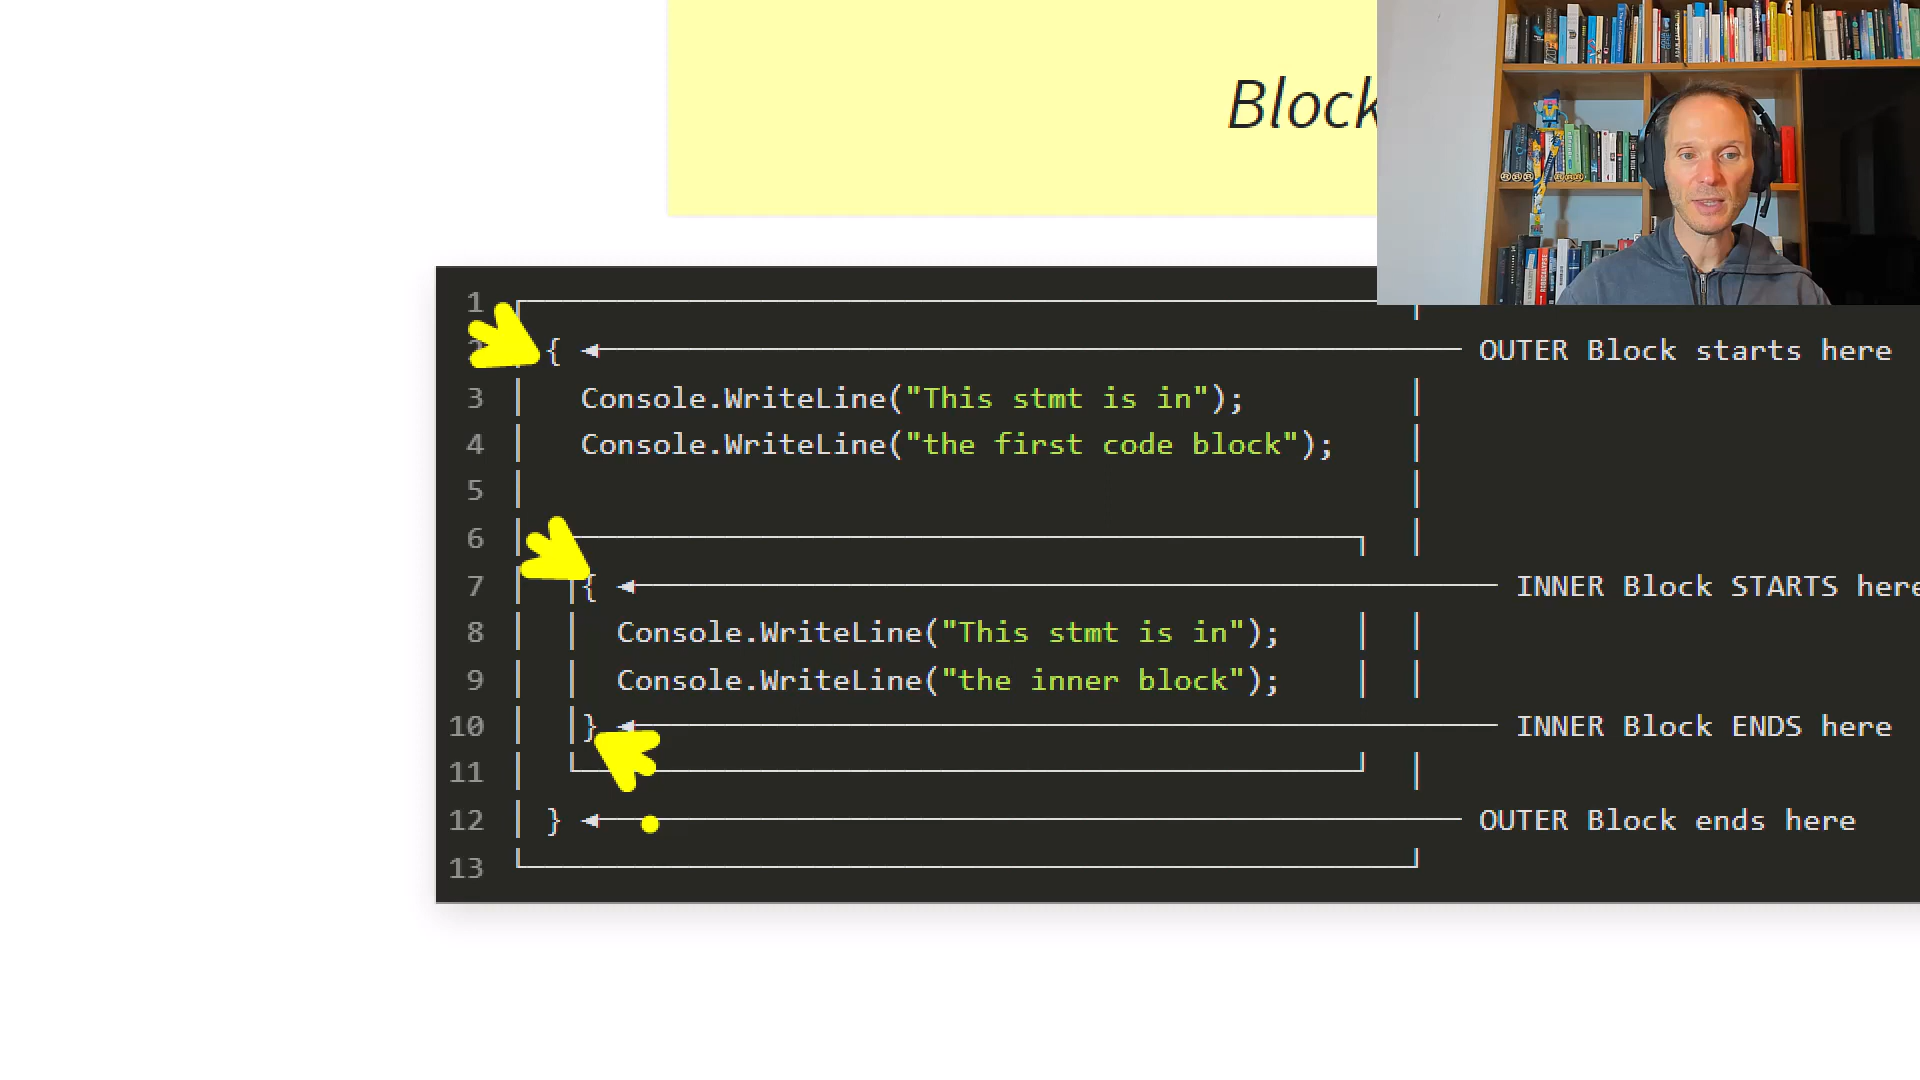 Block
1
2 { OUTER Block starts here
3 Console.WriteLine("This stmt is in");
4 Console.WriteLine("the first code block");
5
6
7 { INNER Block STARTS here
8 Console.WriteLine("This stmt is in");
9 Console.WriteLine("the inner block");
10 } INNER Block ENDS here
11
12 } OUTER Block ends here
13